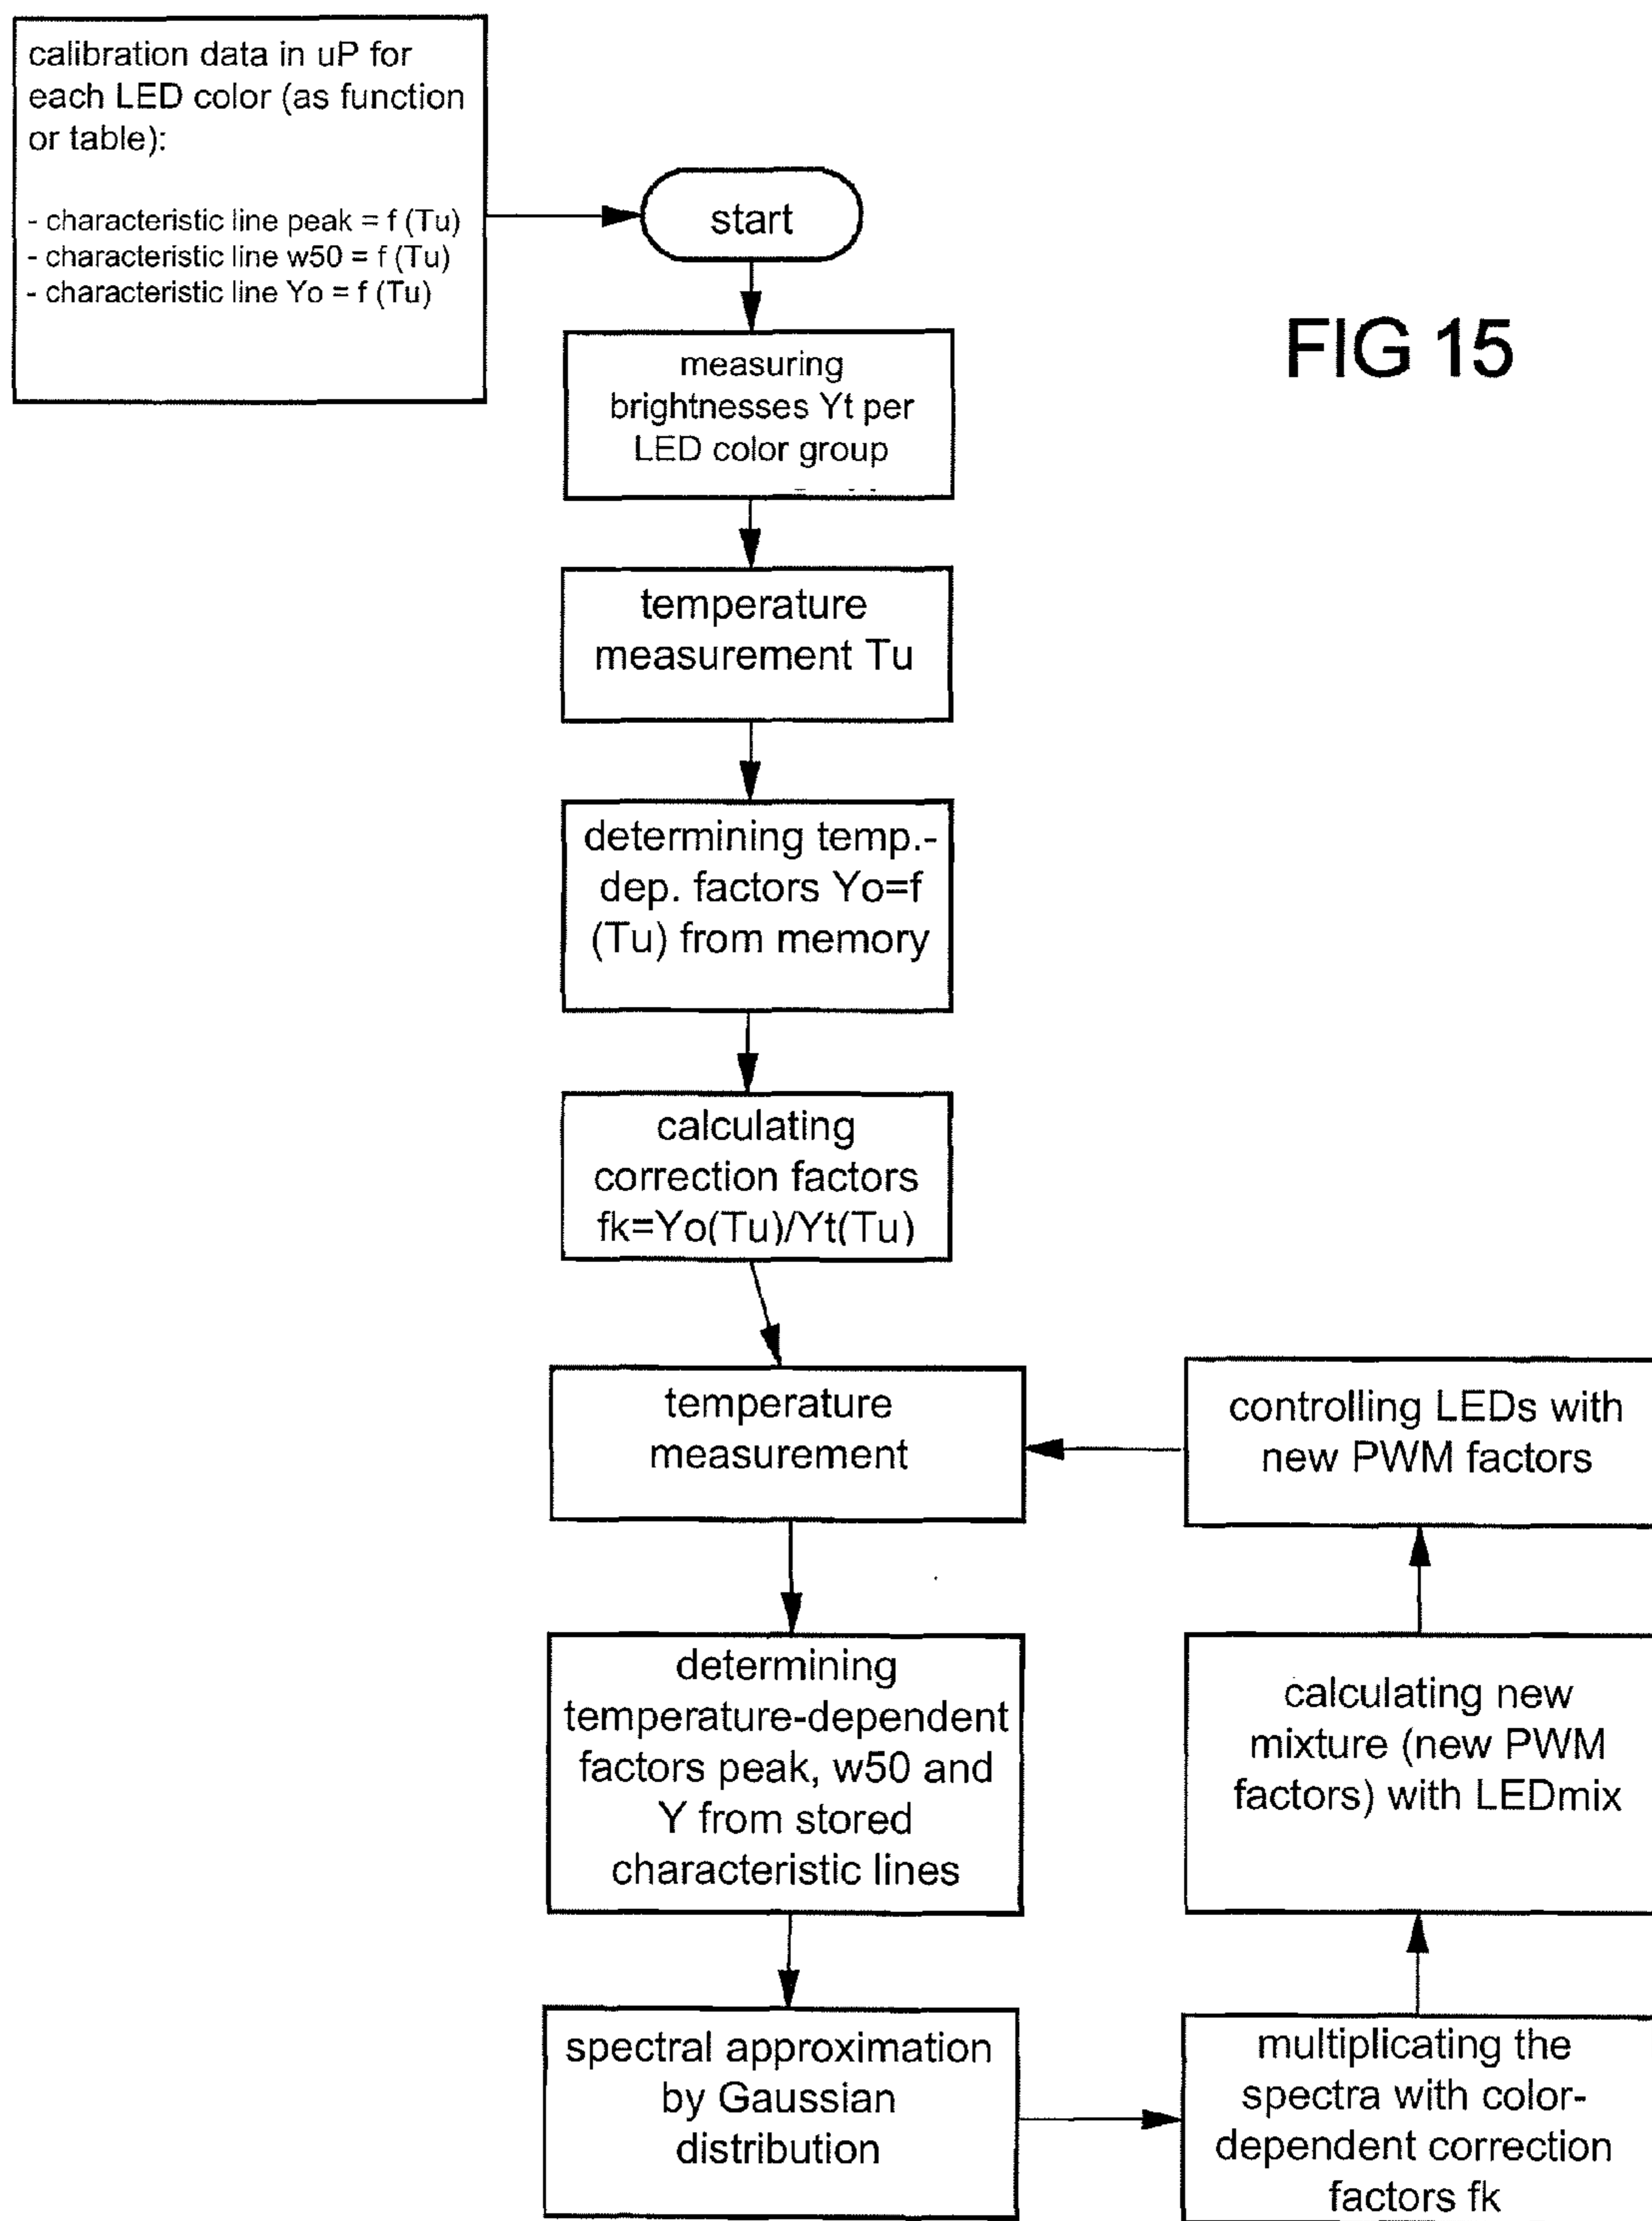 calibration data in uP for
each LED color (as function
or table):
- characteristic line peak = f (Tu)
- characteristic line w50 = f (Tu)
- characteristic line Yo = f (Tu)
start
FIG 15
measuring
brightnesses Yt per
LED color group
temperature
measurement Tu
determining temp.-
dep. factors Yo=f
(Tu) from memory
calculating
correction factors
fk=Yo(Tu)/Yt(Tu)
temperature
measurement
determining
temperature-dependent
factors peak, w50 and
Y from stored
characteristic lines
spectral approximation
by Gaussian
distribution
multiplicating the
spectra with color-
dependent correction
factors fk
calculating new
mixture (new PWM
factors) with LEDmix
controlling LEDs with
new PWM factors